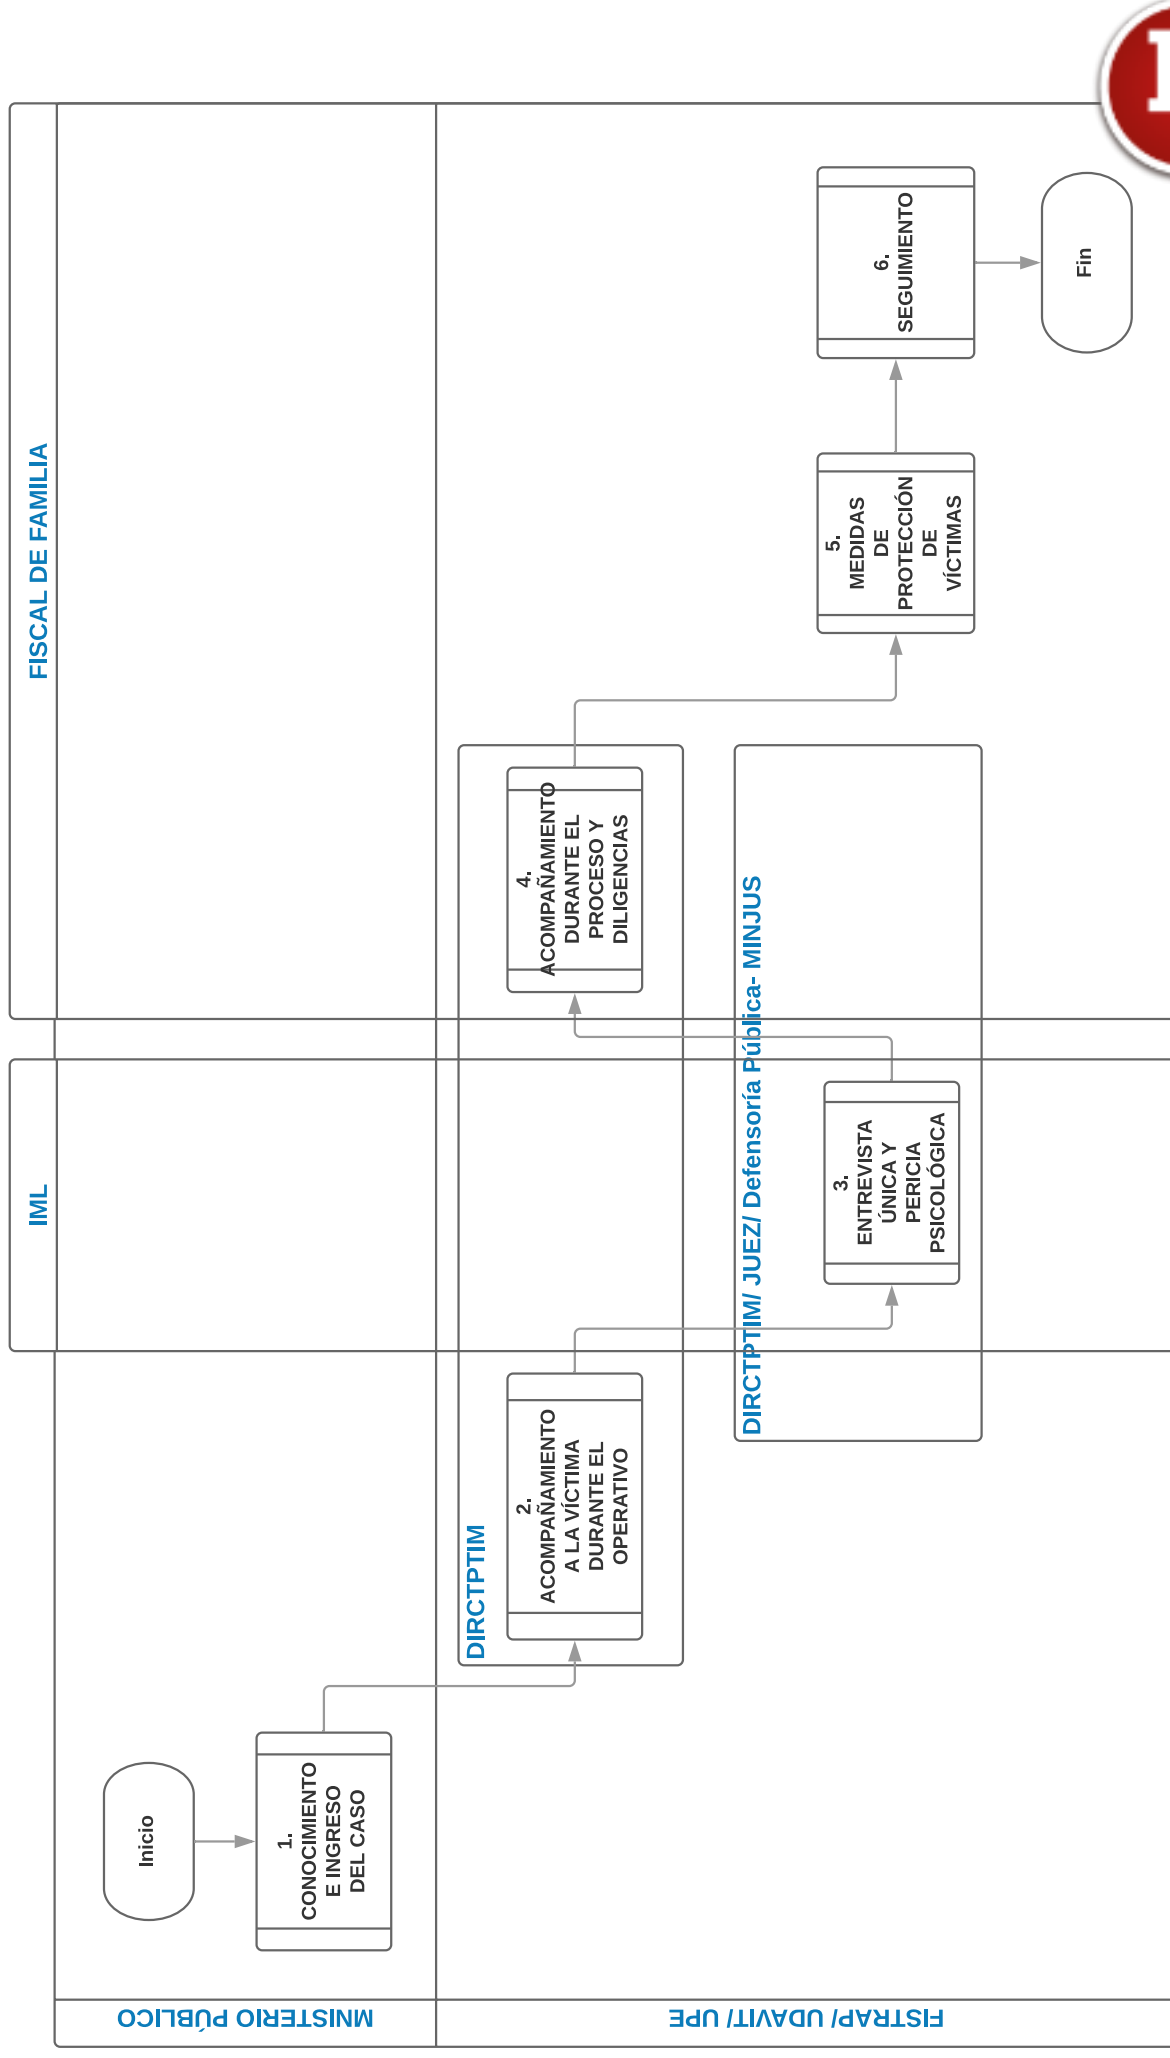 FISCAL DE FAMILIA
IML
MNISTERIO PÚBLICO
Inicio
1.
CONOCIMIENTO
E INGRESO
DEL CASO
FISTRAP/ UDAVIT/ UPE
DIRCTPTIM
2.
ACOMPAÑAMIENTO
A LA VÍCTIMA
DURANTE EL
OPERATIVO
DIRCTPTIM/ JUEZ/ Defensoría Pública- MINJUS
3.
ENTREVISTA
ÚNICA Y
PERICIA
PSICOLÓGICA
4.
ACOMPAÑAMIENTO
DURANTE EL
PROCESO Y
DILIGENCIAS
5.
MEDIDAS
DE
PROTECCIÓN
DE
VÍCTIMAS
6.
SEGUIMIENTO
Fin